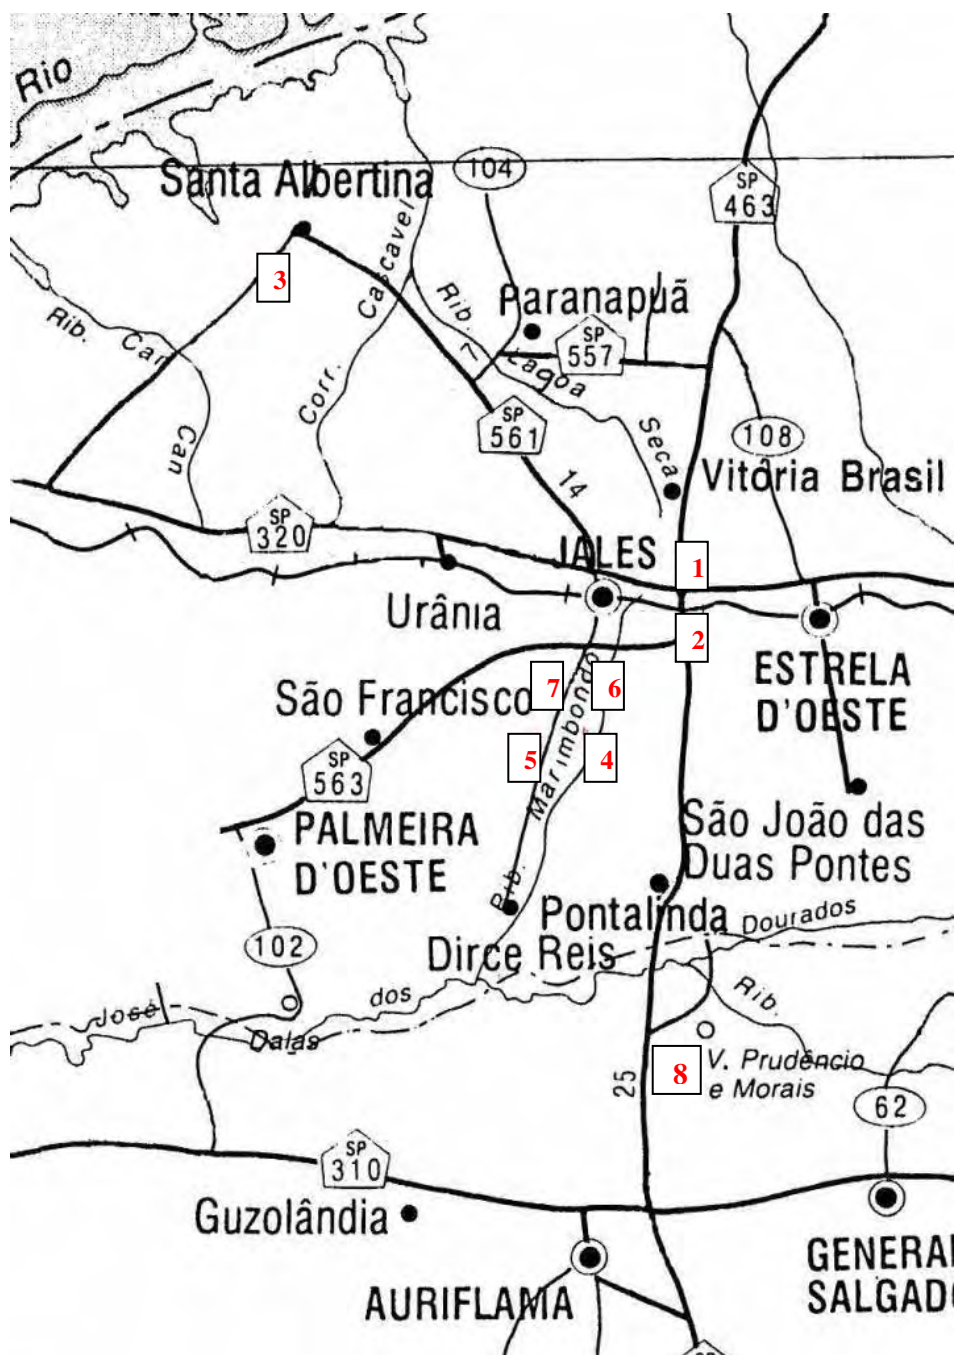 Rio
Santa Albertina
104
SP
463
3
Cascavel
Corr.
Rib.
7
Lagoa
Seca
Paranapuã
SP
557
Rib.
Can
Can
SP
561
14
108
Vitória Brasil
SP
320
JALES
1
Urânia
2
ESTRELA
D'OESTE
São Francisco
7
6
Marimbondo
Rib.
5
4
SP
563
PALMEIRA
D'OESTE
São João das
Duas Pontes
Pontalinda
Dourados
102
Dirce Reis
José
dos
Dalas
Rib.
V. Prudêncio
e Morais
8
25
62
SP
310
Guzolândia
AURIFLAMA
GENERAL
SALGADO
SP